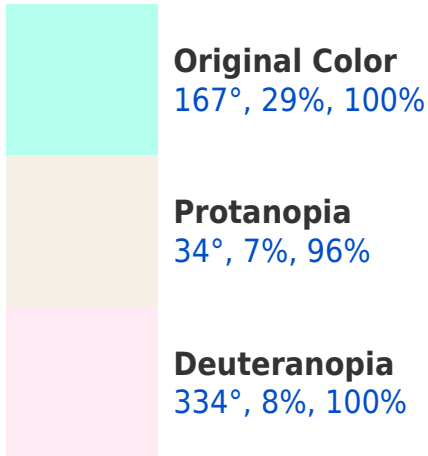 Original Color
167°, 29%, 100%
Protanopia
34°, 7%, 96%
Deuteranopia
334°, 8%, 100%